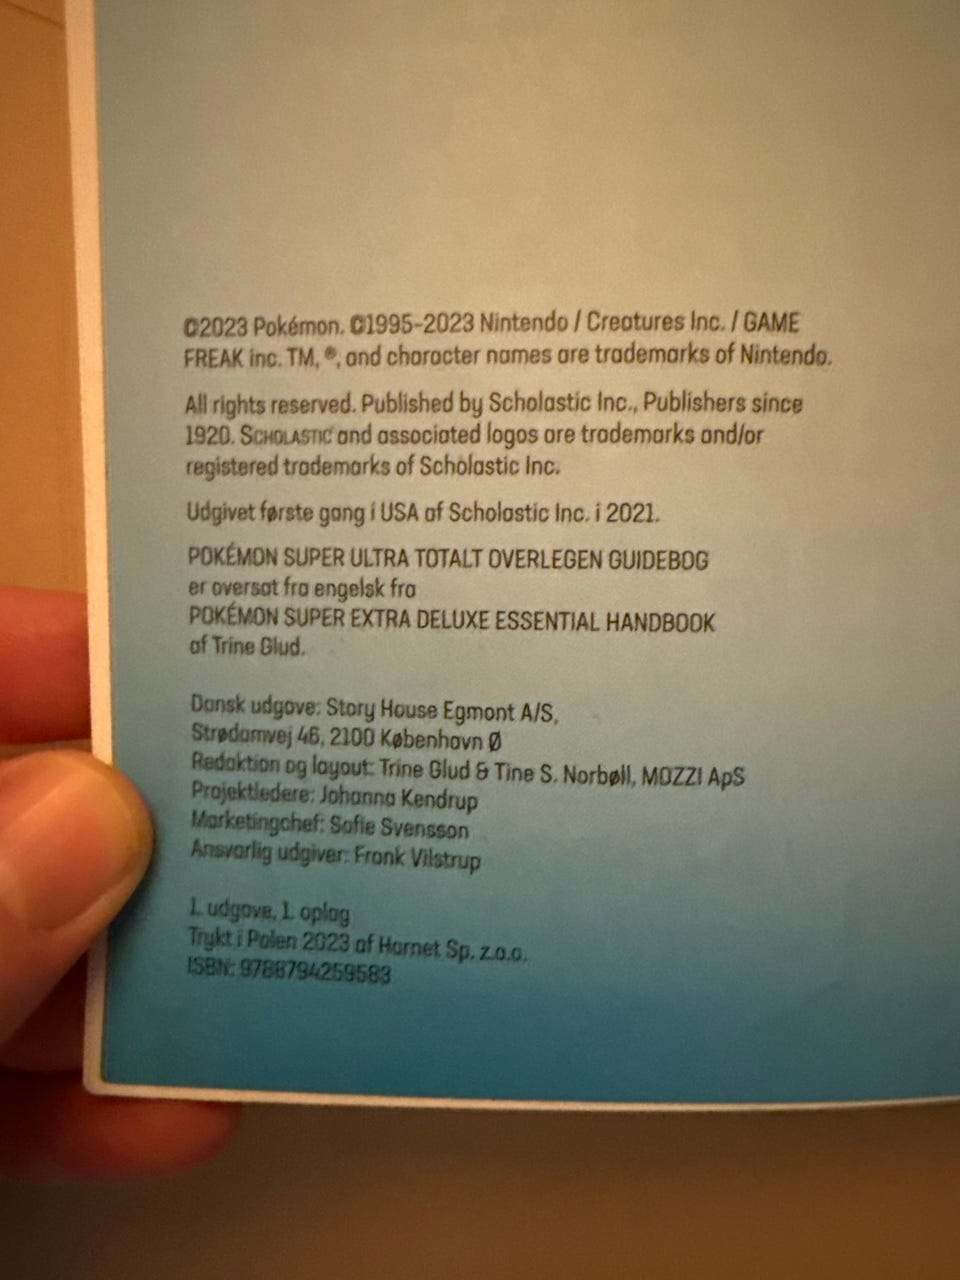 ©2023 Pokémon. ©1995-2023 Nintendo / Creatures Inc. / GAME
FREAK inc. TM, ®, and character names are trademarks of Nintendo.
All rights reserved. Published by Scholastic Inc., Publishers since
1920. SCHOLASTIC and associated logos are trademarks and/or
registered trademarks of Scholastic Inc.
Udgivet første gang i USA af Scholastic Inc. i 2021.
POKÉMON SUPER ULTRA TOTALT OVERLEGEN GUIDEBOG
er oversat fra engelsk fra
POKÉMON SUPER EXTRA DELUXE ESSENTIAL HANDBOOK
af Trine Glud.
Dansk udgave: Story House Egmont A/S,
Strødamvej 46, 2100 København Ø
Redaktion og layout: Trine Glud & Tine S. Norbøll, MOZZI ApS
Projektledere: Johanna Kendrup
Marketingchef: Sofie Svensson
Ansvarlig udgiver: Frank Vilstrup
1. udgave, 1. oplag
Trykt i Polen 2023 af Harnet Sp. z.o.o.
ISBN: 9788794259583